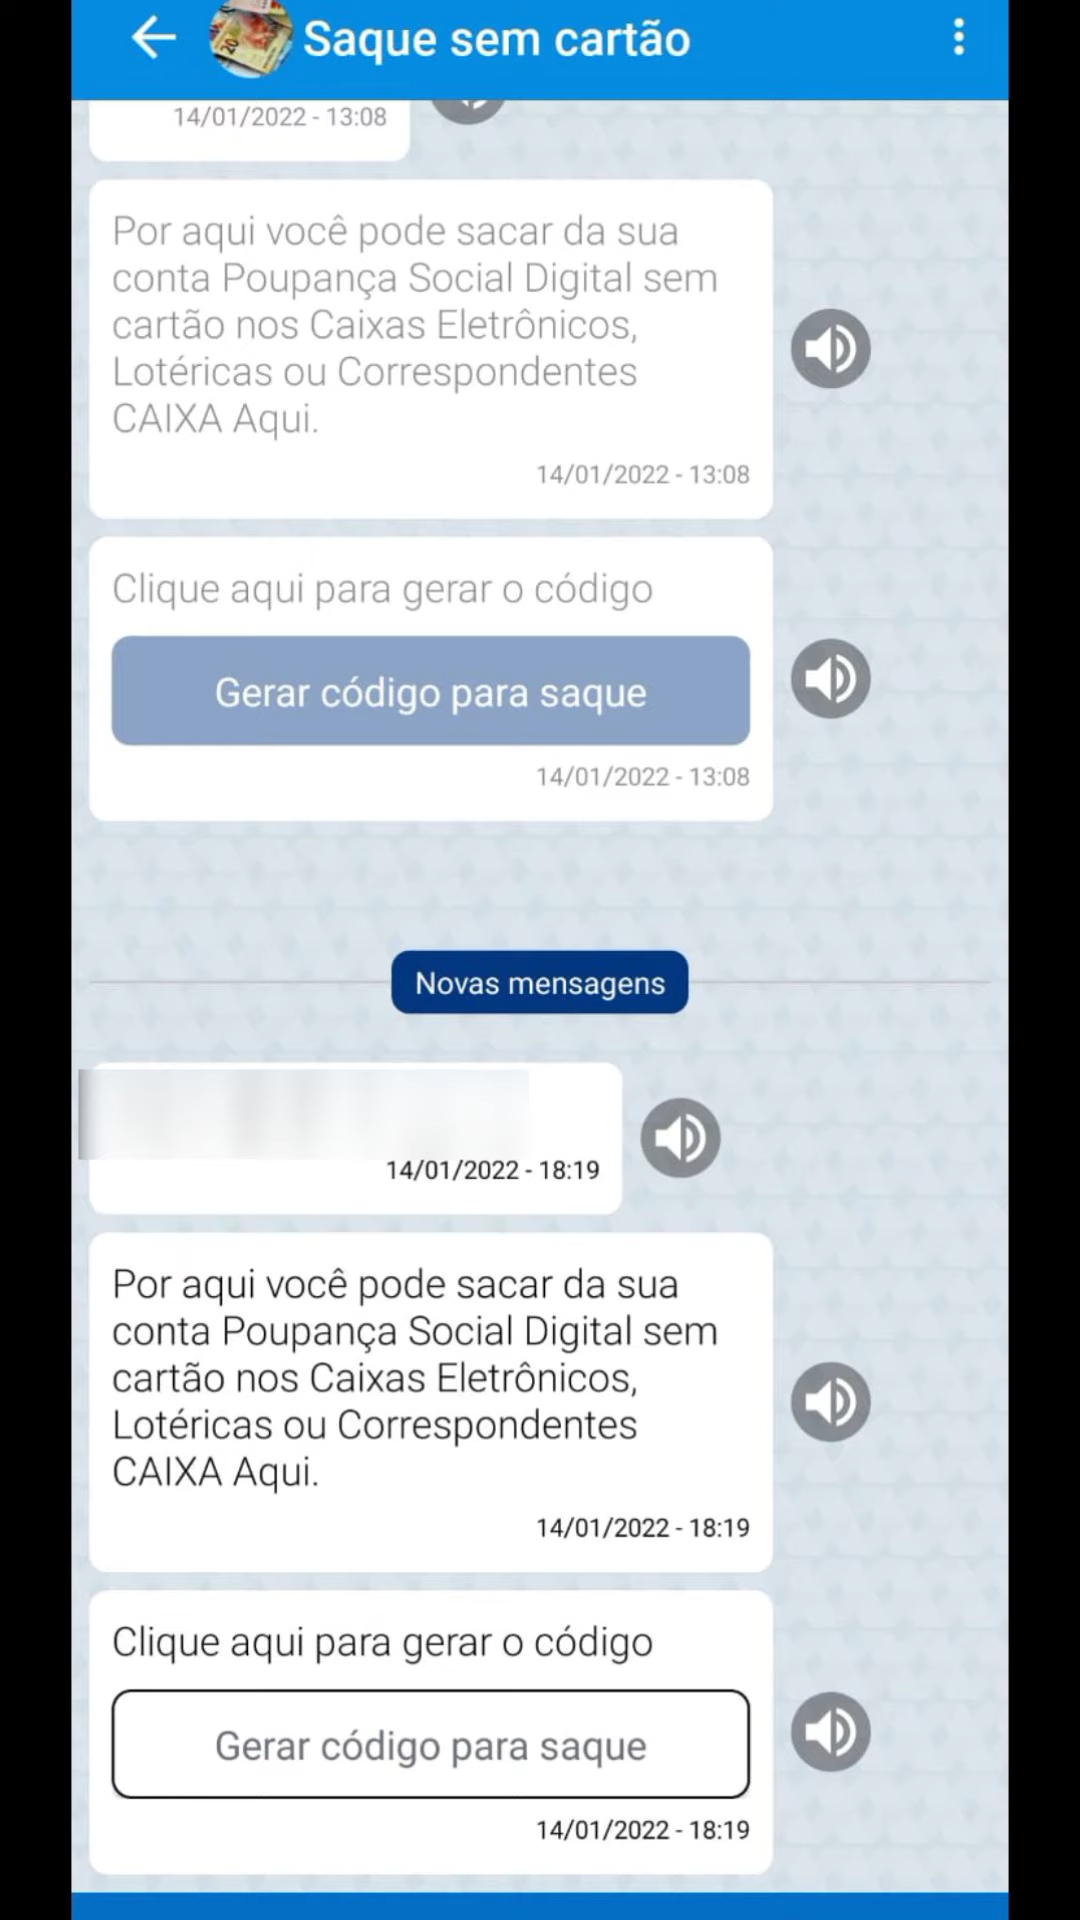 Saque sem cartão
14/01/2022 - 13:08
Por aqui você pode sacar da sua
conta Poupança Social Digital sem
cartão nos Caixas Eletrônicos,
Lotéricas ou Correspondentes
CAIXA Aqui.
14/01/2022 - 13:08
Clique aqui para gerar o código
Gerar código para saque
14/01/2022 - 13:08
Novas mensagens
14/01/2022 - 18:19
Por aqui você pode sacar da sua
conta Poupança Social Digital sem
cartão nos Caixas Eletrônicos,
Lotéricas ou Correspondentes
CAIXA Aqui.
14/01/2022 - 18:19
Clique aqui para gerar o código
Gerar código para saque
14/01/2022 - 18:19